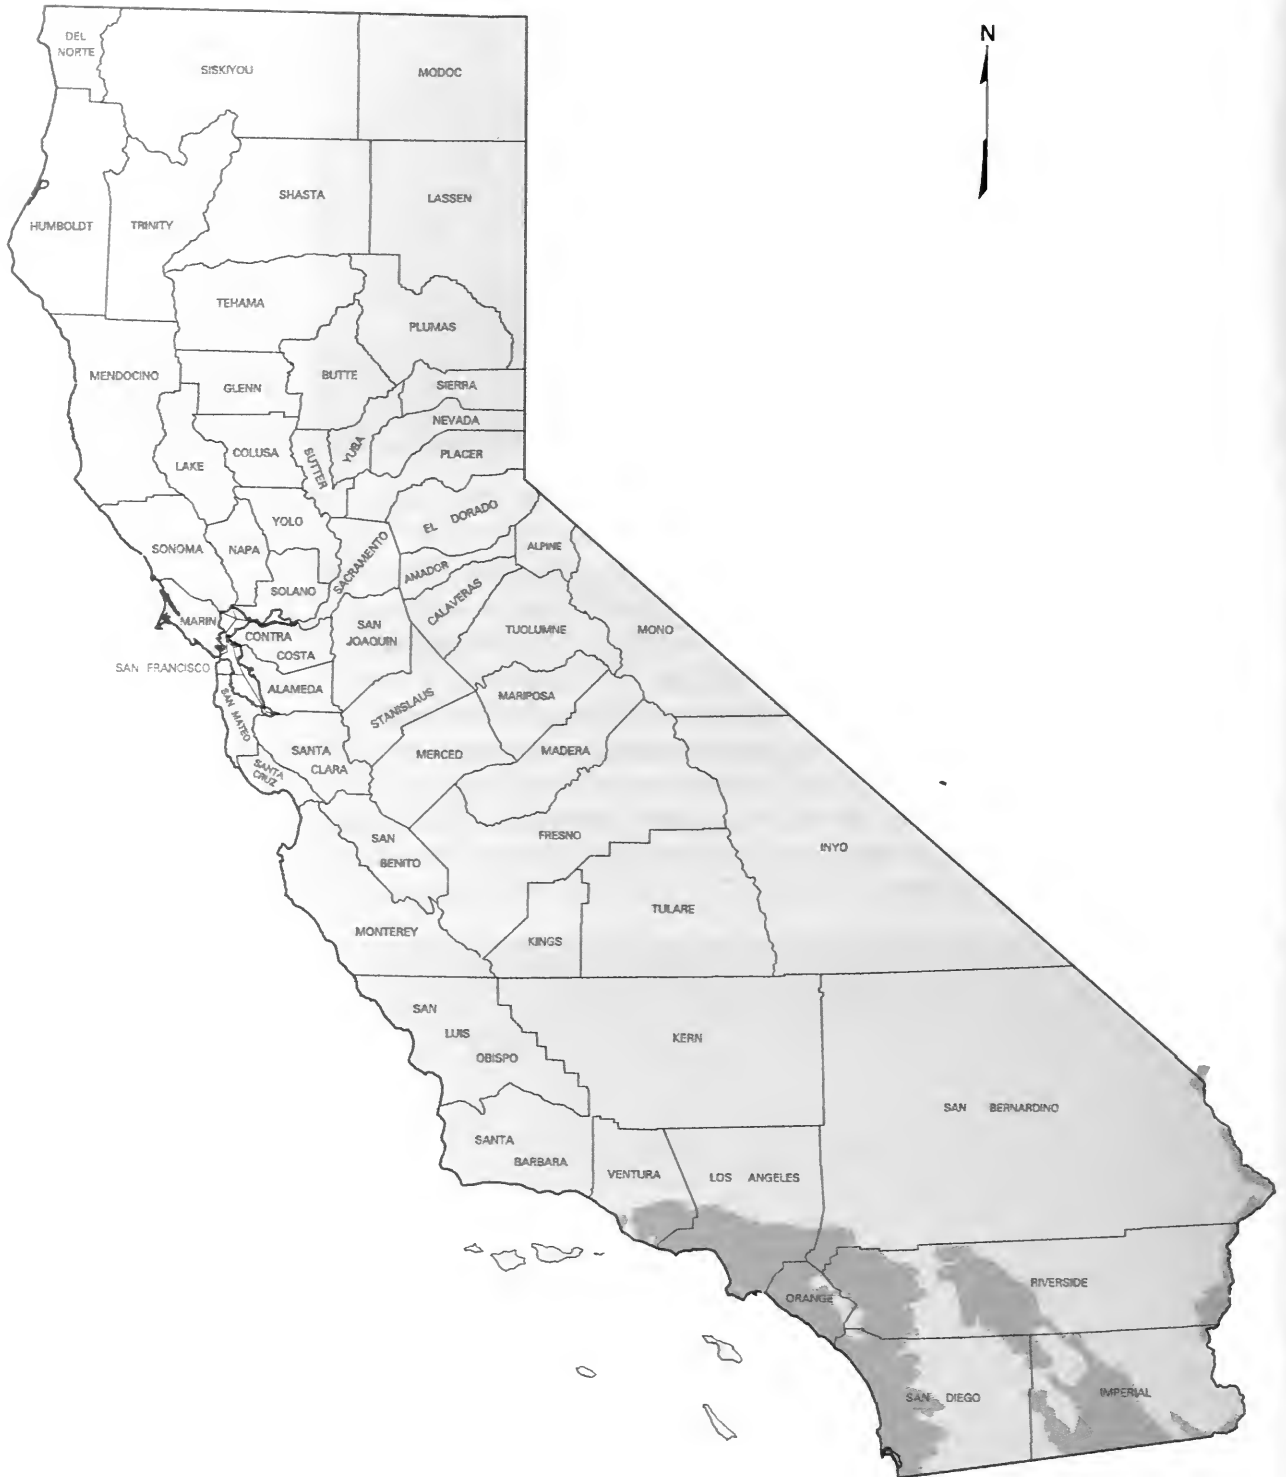 N
DEL
NORTE
SISKIYOU
MODOC
SHASTA
LASSEN
HUMBOLDT
TRINITY
TEHAMA
PLUMAS
MENDOCINO
GLENN
BUTTE
SIERRA
NEVADA
YUBA
SUTTER
COLUSA
PLACER
LAKE
EL DORADO
YOLO
SONOMA
NAPA
SACRAMENTO
ALPINE
AMADOR
SOLANO
CALAVERAS
MARIN
SAN
JOAQUIN
TUOLUMNE
MONO
CONTRA
COSTA
SAN FRANCISCO
ALAMEDA
STANISLAUS
MARIPOSA
SAN MATEO
SANTA
CLARA
MERCED
MADERA
SANTA
CRUZ
SAN
BENITO
FRESNO
INYO
TULARE
MONTEREY
KINGS
SAN
LUIS
OBISPO
KERN
SAN BERNARDINO
SANTA
BARBARA
VENTURA
LOS ANGELES
RIVERSIDE
ORANGE
SAN DIEGO
IMPERIAL